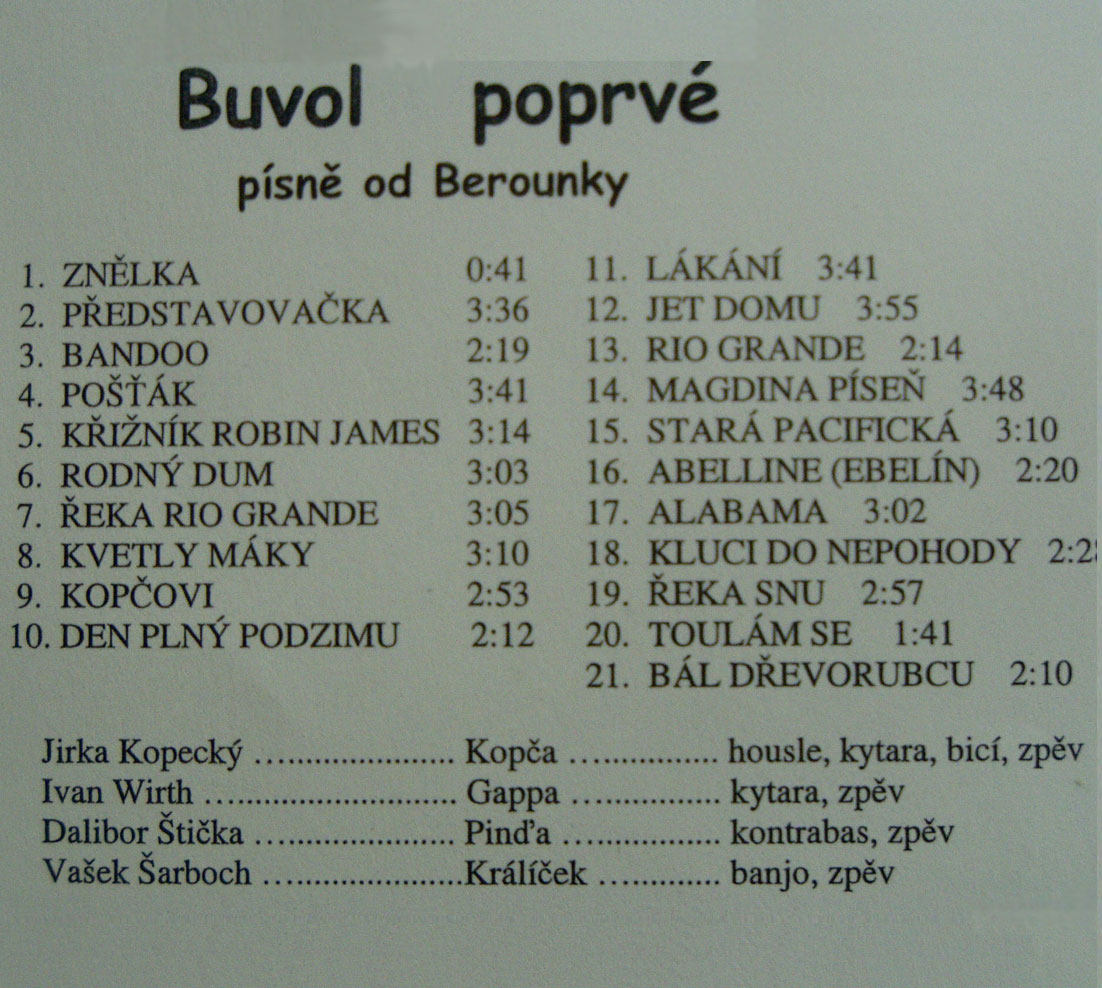 Buvol poprvé
písně od Berounky
1. ZNĚLKA 0:41
2. PŘEDSTAVOVAČKA 3:36
3. BANDOO 2:19
4. POŠŤÁK 3:41
5. KŘIŽNÍK ROBIN JAMES 3:14
6. RODNÝ DUM 3:03
7. ŘEKA RIO GRANDE 3:05
8. KVETLY MÁKY 3:10
9. KOPČOVI 2:53
10. DEN PLNÝ PODZIMU 2:12
11. LÁKÁNÍ 3:41
12. JET DOMU 3:55
13. RIO GRANDE 2:14
14. MAGDINA PÍSEŇ 3:48
15. STARÁ PACIFICKÁ 3:10
16. ABELLINE (EBELÍN) 2:20
17. ALABAMA 3:02
18. KLUCI DO NEPOHODY
19. ŘEKA SNU 2:57
20. TOULÁM SE 1:41
21. BÁL DŘEVORUBCU 2:10
Jirka Kopecký ........................ Kopča .................. housle, kytara, bicí, zpěv
Ivan Wirth .............................. Gappa .................. kytara, zpěv
Dalibor Štička ........................ Pinďa ................... kontrabas, zpěv
Vašek Šarboch ........................Králíček ............... banjo, zpěv